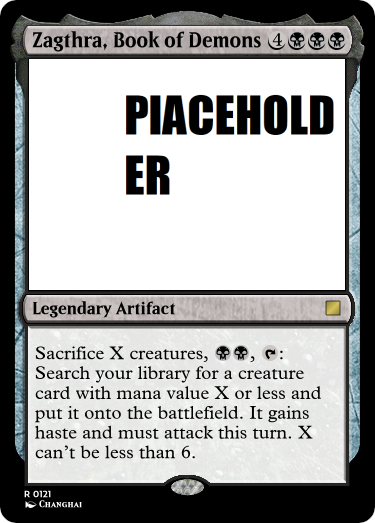 Zagthra, Book of Demons 4
PIACEHOLD
ER
Legendary Artifact
Sacrifice X creatures, , :
Search your library for a creature
card with mana value X or less and
put it onto the battlefield. It gains
haste and must attack this turn. X
can't be less than 6.
R 0121
Changhai